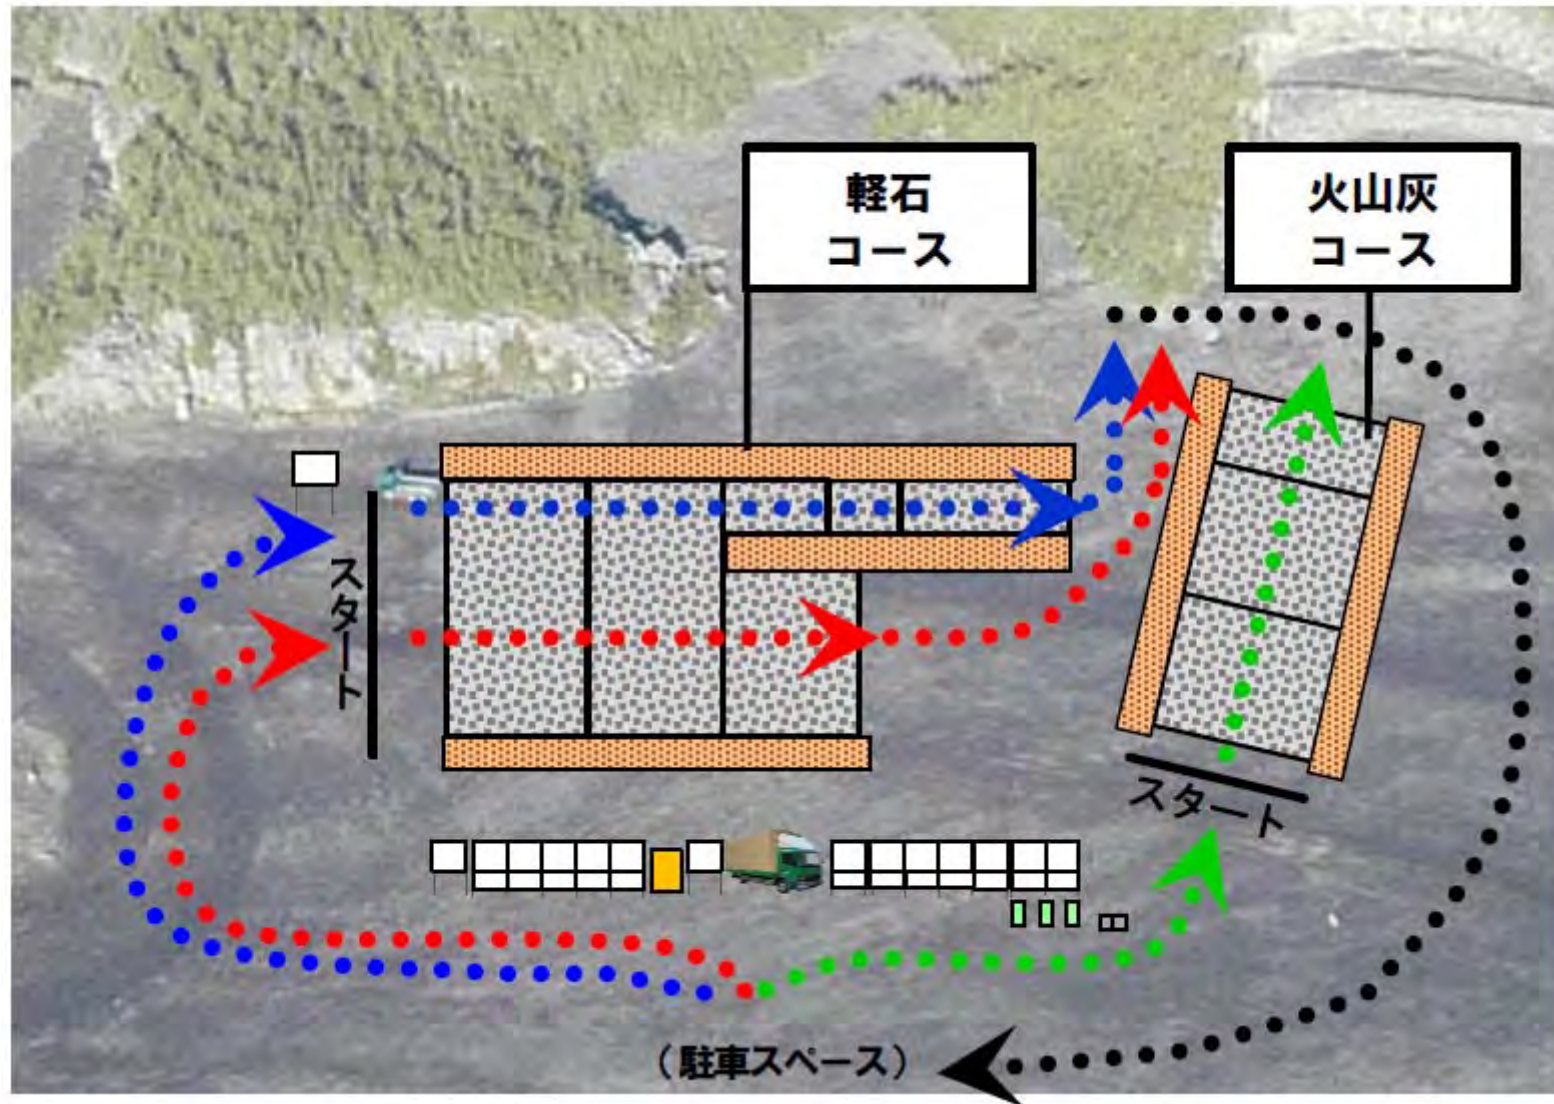 軽石
コース
火山灰
コース
スタート
スタート
（駐車スペース）